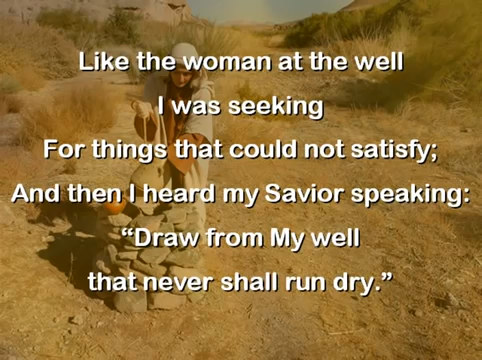 Like the woman at the well
I was seeking
For things that could not satisfy;
And then I heard my Savior speaking:
“Draw from My well
that never shall run dry.”